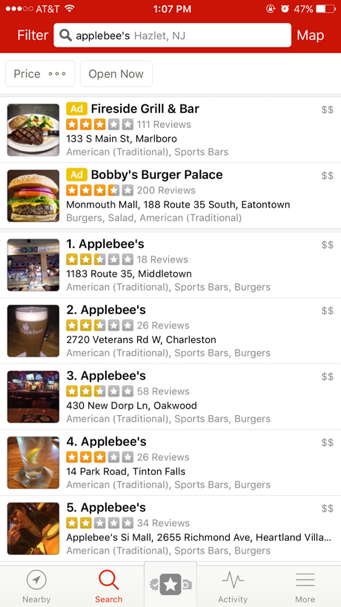 AT&T 1:07 PM 47%
Filter applebee's Hazlet, NJ Map
Price Open Now
Ad Fireside Grill & Bar $$
111 Reviews
133 S Main St, Marlboro
American (Traditional), Sports Bars
Ad Bobby's Burger Palace $$
200 Reviews
Monmouth Mall, 188 Route 35 South, Eatontown
Burgers, Salad, American (Traditional)
1. Applebee's $$
18 Reviews
1183 Route 35, Middletown
American (Traditional), Sports Bars, Burgers
2. Applebee's $$
26 Reviews
2720 Veterans Rd W, Charleston
American (Traditional), Sports Bars, Burgers
3. Applebee's $$
58 Reviews
430 New Dorp Ln, Oakwood
American (Traditional), Sports Bars, Burgers
4. Applebee's $$
26 Reviews
14 Park Road, Tinton Falls
American (Traditional), Sports Bars, Burgers
5. Applebee's $$
34 Reviews
Applebee's Si Mall, 2655 Richmond Ave, Heartland Villa...
American (Traditional), Sports Bars, Burgers
Nearby Search Activity More